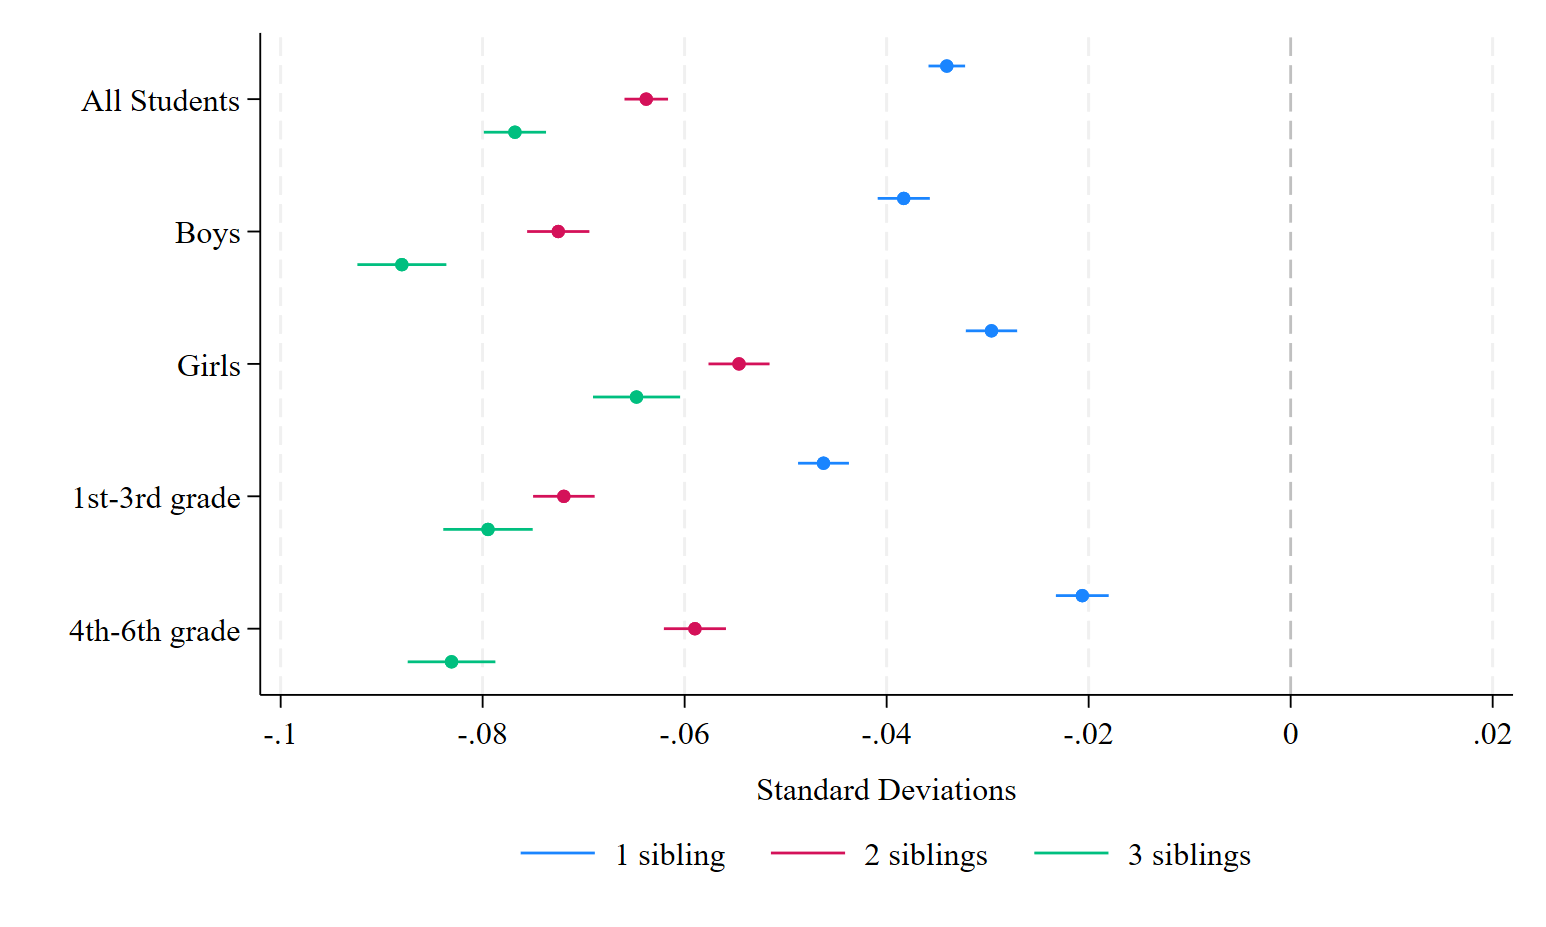 All Students
Boys
Girls
1st-3rd grade
4th-6th grade
-.1 -.08 -.06 -.04 -.02 0 .02
Standard Deviations
1 sibling 2 siblings 3 siblings